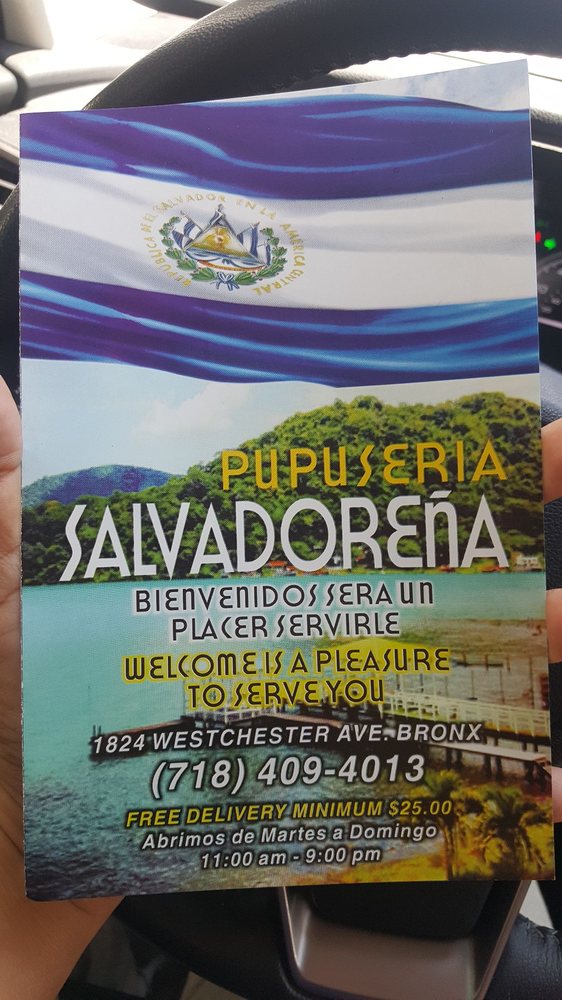 REPUBLICA DE EL SALVADOR EN LA AMERICA CENTRAL
PUPUSERIA
SALVADOREÑA
BIENVENIDOS SERA UN
PLACER SERVIRLE
WELCOME IS A PLEASURE
TO SERVE YOU
1824 WESTCHESTER AVE. BRONX
(718) 409-4013
FREE DELIVERY MINIMUM $25.00
Abrimos de Martes a Domingo
11:00 am - 9:00 pm